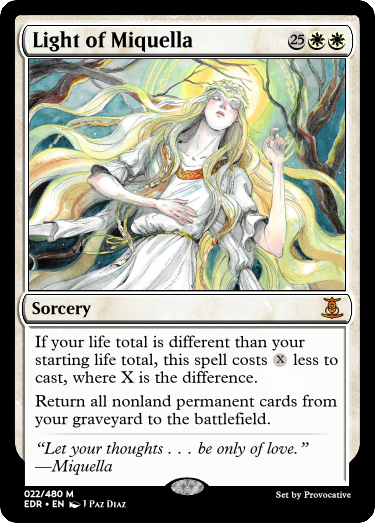 Light of Miquella 25
Sorcery
If your life total is different than your
starting life total, this spell costs X less to
cast, where X is the difference.
Return all nonland permanent cards from
your graveyard to the battlefield.
“Let your thoughts . . . be only of love.”
—Miquella
022/480 M
EDR • EN J Paz Diaz
Set by Provocative